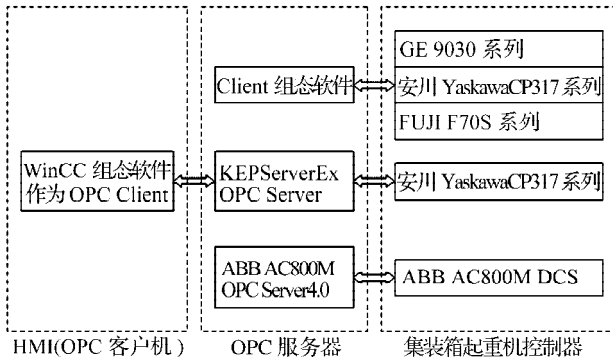 GE 9030 系列
Client 组态软件
安川 YaskawaCP317 系列
FUJI F70S 系列
WinCC 组态软件
作为 OPC Client
KEPServerEx
OPC Server
安川 YaskawaCP317 系列
ABB AC800M
OPC Server4.0
ABB AC800M DCS
HMI(OPC 客户机)
OPC 服务器
集装箱起重机控制器